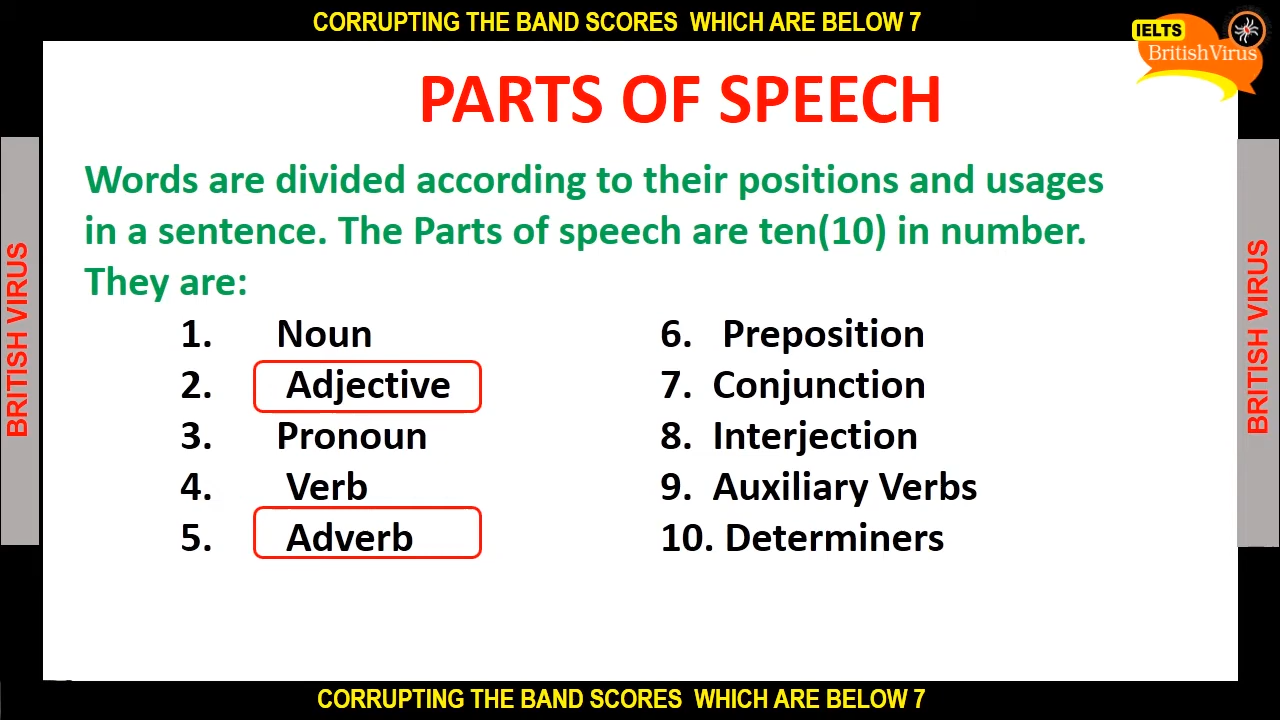 CORRUPTING THE BAND SCORES WHICH ARE BELOW 7
IELTS
BritishVirus
PARTS OF SPEECH
Words are divided according to their positions and usages
in a sentence. The Parts of speech are ten(10) in number.
They are:
1. Noun
2. Adjective
3. Pronoun
4. Verb
5. Adverb
6. Preposition
7. Conjunction
8. Interjection
9. Auxiliary Verbs
10. Determiners
BRITISH VIRUS
BRITISH VIRUS
CORRUPTING THE BAND SCORES WHICH ARE BELOW 7